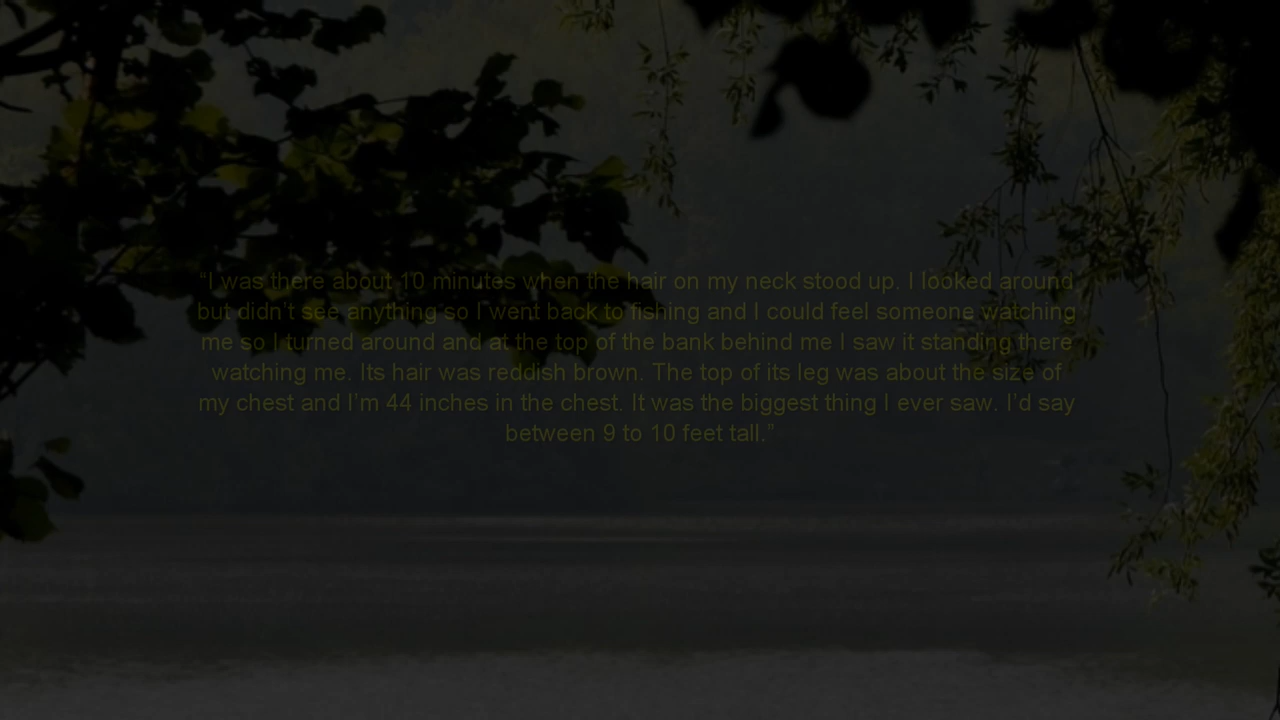 “I was there about 10 minutes when the hair on my neck stood up. I looked around
but didn’t see anything so I went back to fishing and I could feel someone watching
me so I turned around and at the top of the bank behind me I saw it standing there
watching me. Its hair was reddish brown. The top of its leg was about the size of
my chest and I’m 44 inches in the chest. It was the biggest thing I ever saw. I’d say
between 9 to 10 feet tall.”